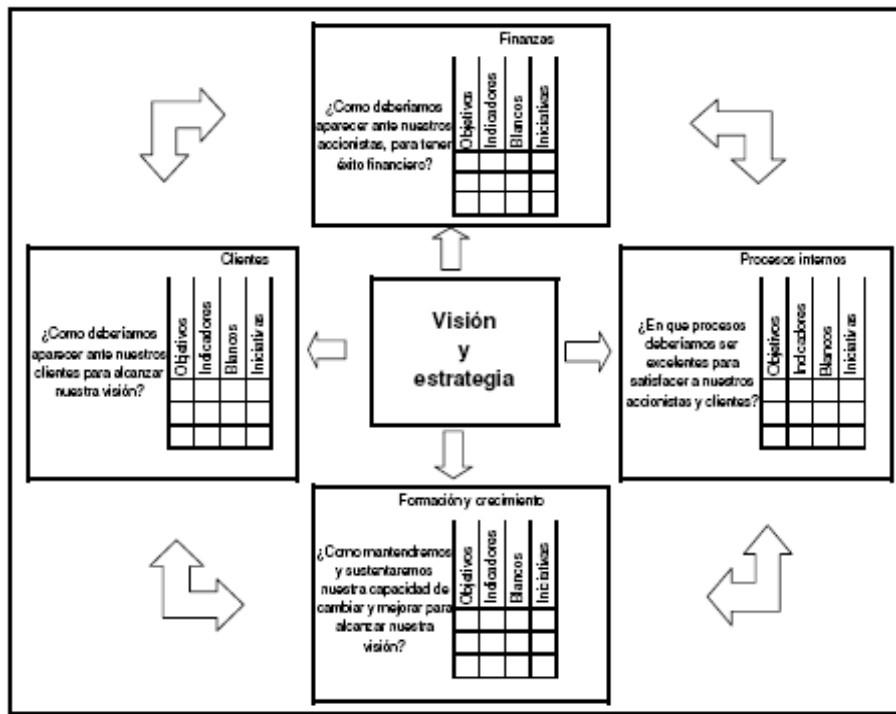 Finanzas
¿Como deberíamos
aparecer ante nuestros
accionistas, para tener
éxito financiero?
Objetivos
Indicadores
Blancos
Iniciativas
Clientes
¿Como deberíamos
aparecer ante nuestros
clientes para alcanzar
nuestra visión?
Objetivos
Indicadores
Blancos
Iniciativas
Visión
y
estrategia
Procesos internos
¿En que procesos
deberíamos ser
excelentes para
satisfacer a nuestros
accionistas y clientes?
Objetivos
Indicadores
Blancos
Iniciativas
Formación y crecimiento
¿Como mantendremos
y sustentaremos
nuestra capacidad de
cambiar y mejorar para
alcanzar nuestra
visión?
Objetivos
Indicadores
Blancos
Iniciativas